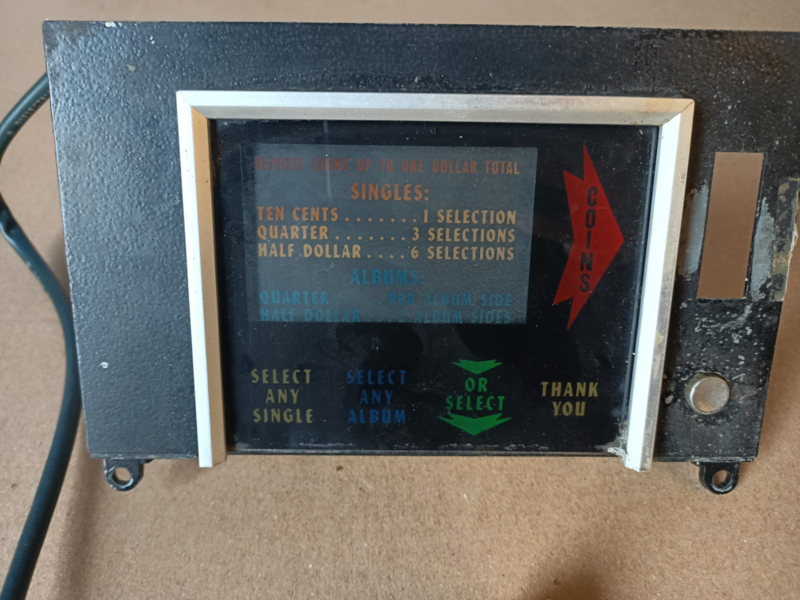 DEPOSIT COINS UP TO ONE DOLLAR TOTAL
SINGLES:
TEN CENTS.......1 SELECTION
QUARTER........3 SELECTIONS
HALF DOLLAR....6 SELECTIONS
ALBUMS:
QUARTER PER ALBUM SIDE
HALF DOLLAR...2 ALBUM SIDES
COINS
SELECT
ANY
SINGLE
SELECT
ANY
ALBUM
OR
SELECT
THANK
YOU